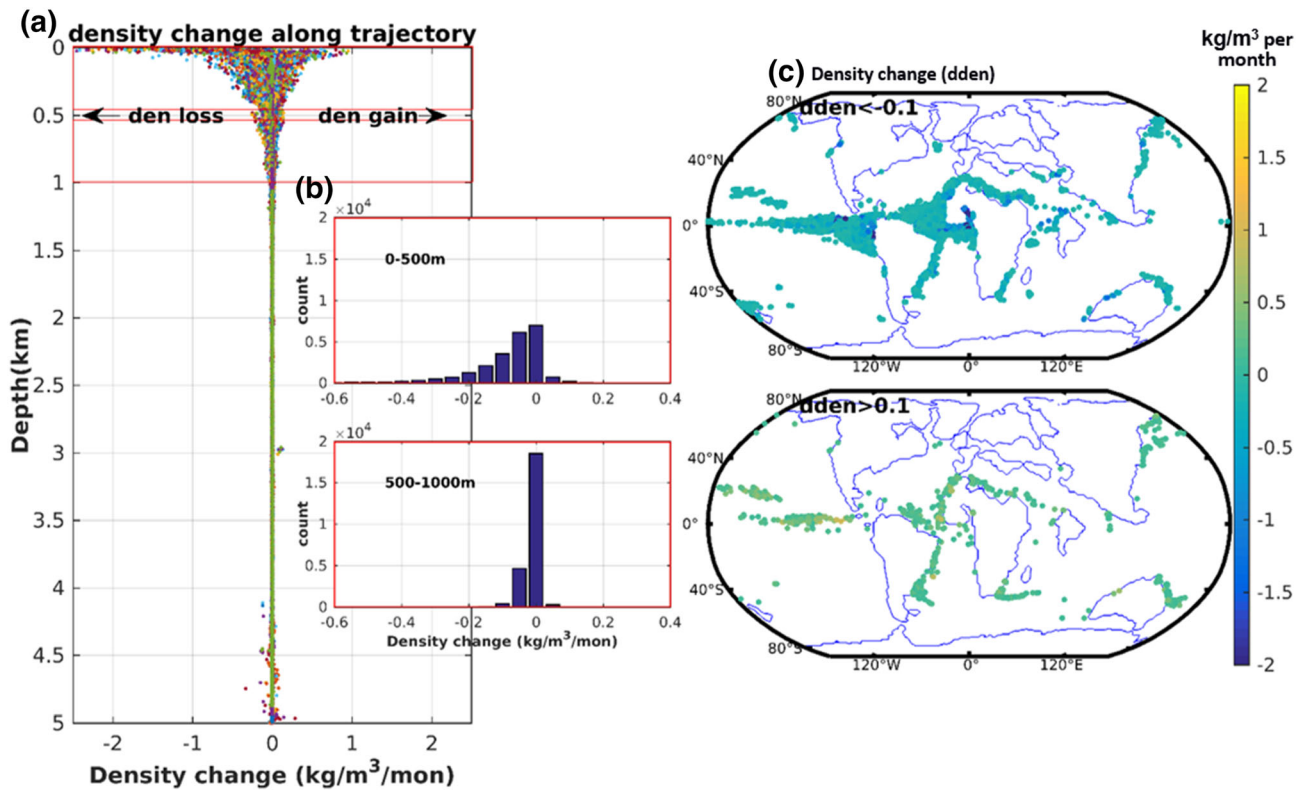 (a)
density change along trajectory
den loss
den gain
0
0.5
1
1.5
2
2.5
3
3.5
4
4.5
5
Depth(km)
-2
-1
0
1
2
Density change (kg/m³/mon)
(b)
×10⁴
2
1.5
1
0.5
0
count
0-500m
-0.6
-0.4
-0.2
0
0.2
0.4
×10⁴
2
1.5
1
0.5
0
count
500-1000m
-0.6
-0.4
-0.2
0
0.2
0.4
Density change (kg/m³/mon)
(c) Density change (dden)
dden<-0.1
80°N
40°N
0°
40°S
80°S
120°W
0°
120°E
dden>0.1
80°N
40°N
0°
40°S
80°S
120°W
0°
120°E
kg/m³ per
month
2
1.5
1
0.5
0
-0.5
-1
-1.5
-2